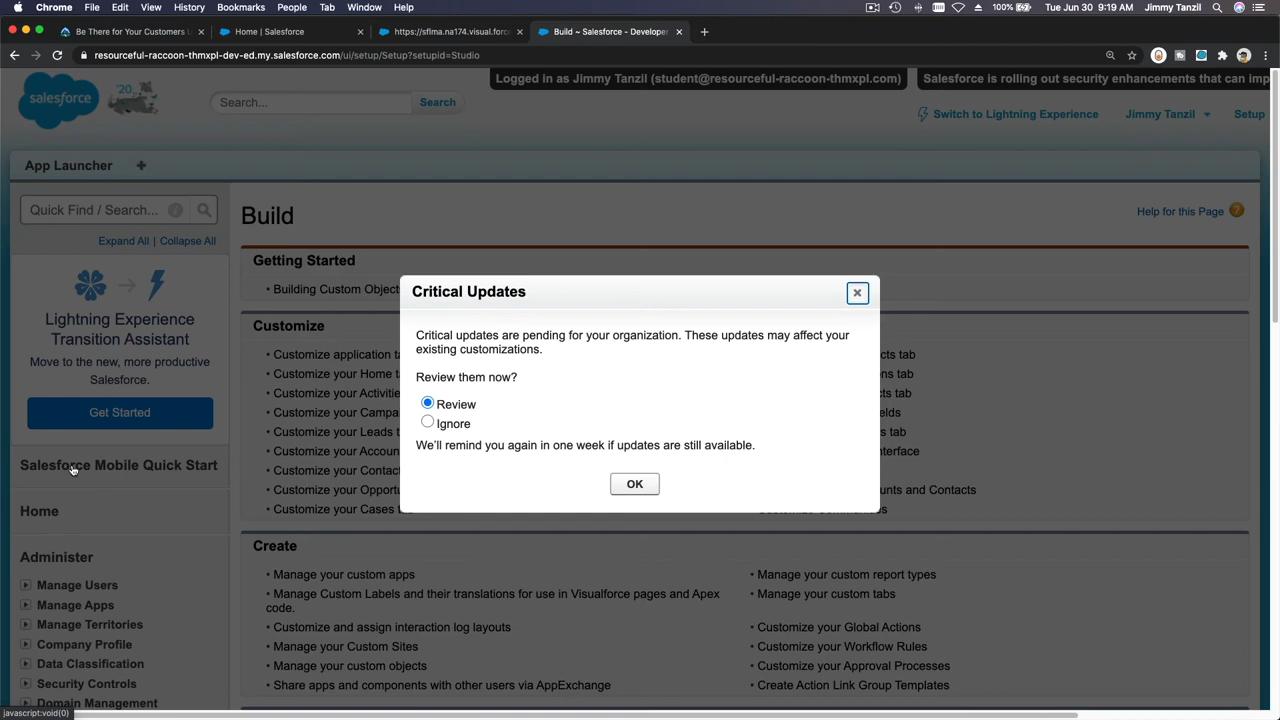 Chrome File Edit View History Bookmarks People Tab Window Help 100% Tue Jun 30 9:19 AM Jimmy Tanzil
Be There for Your Customers L
Home | Salesforce
https://sflma.na174.visual.forc
Build ~ Salesforce - Developer
resourceful-raccoon-thmxpl-dev-ed.my.salesforce.com/ui/setup/Setup?setupid=Studio
Logged in as Jimmy Tanzil (student@resourceful-raccoon-thmxpl.com)
Salesforce is rolling out security enhancements that can imp
salesforce
'20
Search...
Search
Switch to Lightning Experience
Jimmy Tanzil
Setup
App Launcher
Quick Find / Search...
Expand All | Collapse All
Lightning Experience
Transition Assistant
Move to the new, more productive
Salesforce.
Get Started
Salesforce Mobile Quick Start
Home
Administer
Manage Users
Manage Apps
Manage Territories
Company Profile
Data Classification
Security Controls
Domain Management
javascript:void(0)
Build
Help for this Page
Getting Started
• Building Custom Object
Customize
• Customize application t
• Customize your Home t
• Customize your Activitie
• Customize your Campa
• Customize your Leads t
• Customize your Accoun
• Customize your Contac
• Customize your Opport
• Customize your Cases t
cts tab
ons tab
cts tab
elds
s tab
terface
unts and Contacts
Critical Updates
Critical updates are pending for your organization. These updates may affect your
existing customizations.
Review them now?
Review
Ignore
We'll remind you again in one week if updates are still available.
OK
Create
• Manage your custom apps
• Manage Custom Labels and their translations for use in Visualforce pages and Apex
code.
• Customize and assign interaction log layouts
• Manage your Custom Sites
• Manage your custom objects
• Share apps and components with other users via AppExchange
• Manage your custom report types
• Manage your custom tabs
• Customize your Global Actions
• Customize your Workflow Rules
• Customize your Approval Processes
• Create Action Link Group Templates